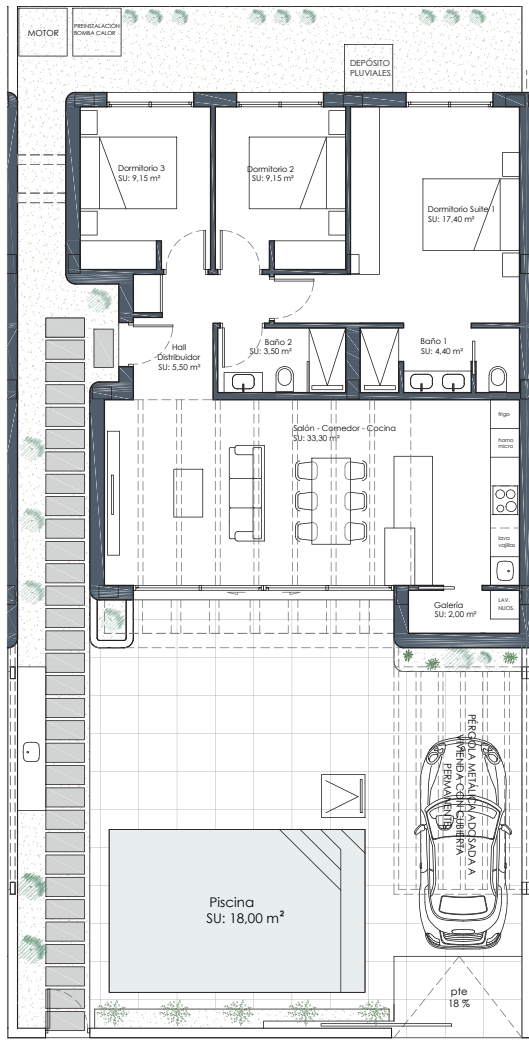 MOTOR
PREINSTALACIÓN
BOMBA CALOR
DEPÓSITO
PLUVIALES
Dormitorio 3
SU: 9,15 m²
Dormitorio 2
SU: 9,15 m²
Dormitorio Suite 1
SU: 17,40 m²
Hall
Distribuidor
SU: 5,50 m²
Baño 2
SU: 3,50 m²
Baño 1
SU: 4,40 m²
Salón - Comedor - Cocina
SU: 33,30 m²
frigo
horno
micro
lava
vajillas
Galería
SU: 2,00 m²
LAV.
NUOS.
PÉRGOLA METÁLICA ADOSADA A
VIVIENDA CON CUBIERTA
PERMANENTE
Piscina
SU: 18,00 m²
pte
18 %